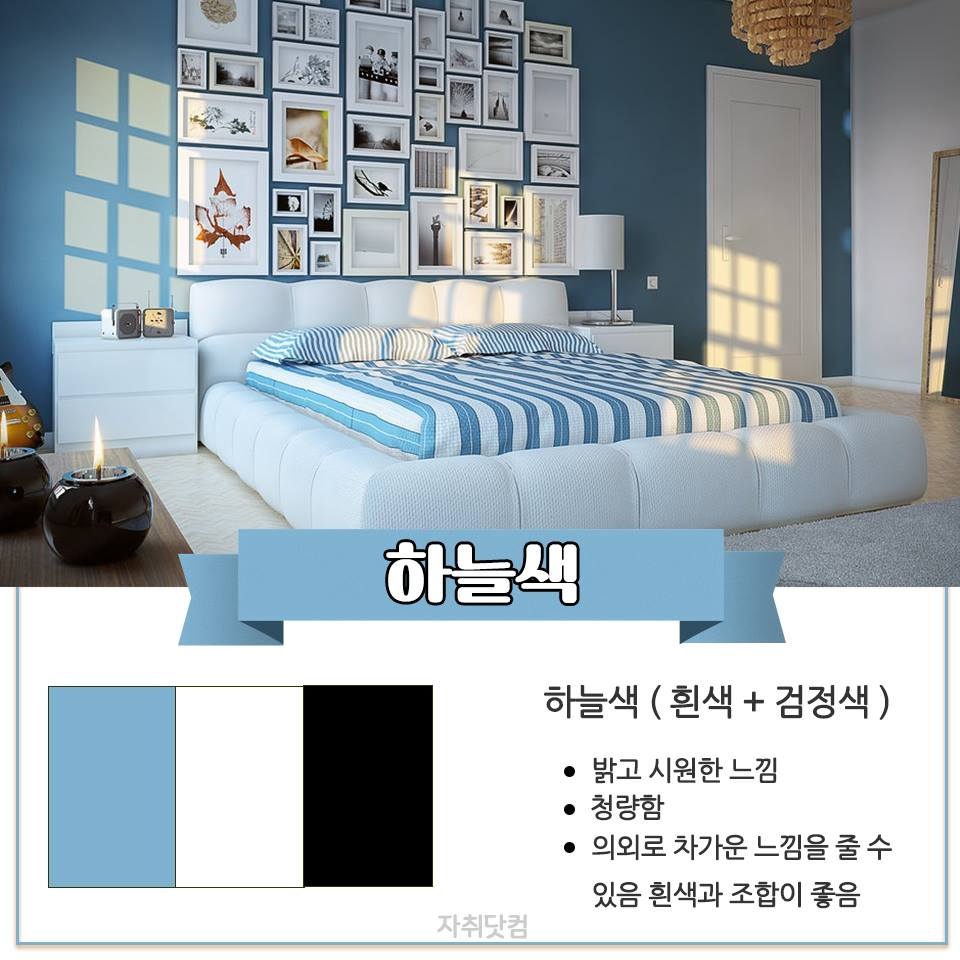 하늘색
하늘색 ( 흰색 + 검정색 )
• 밝고 시원한 느낌
• 청량함
• 의외로 차가운 느낌을 줄 수
있음 흰색과 조합이 좋음
자취닷컴